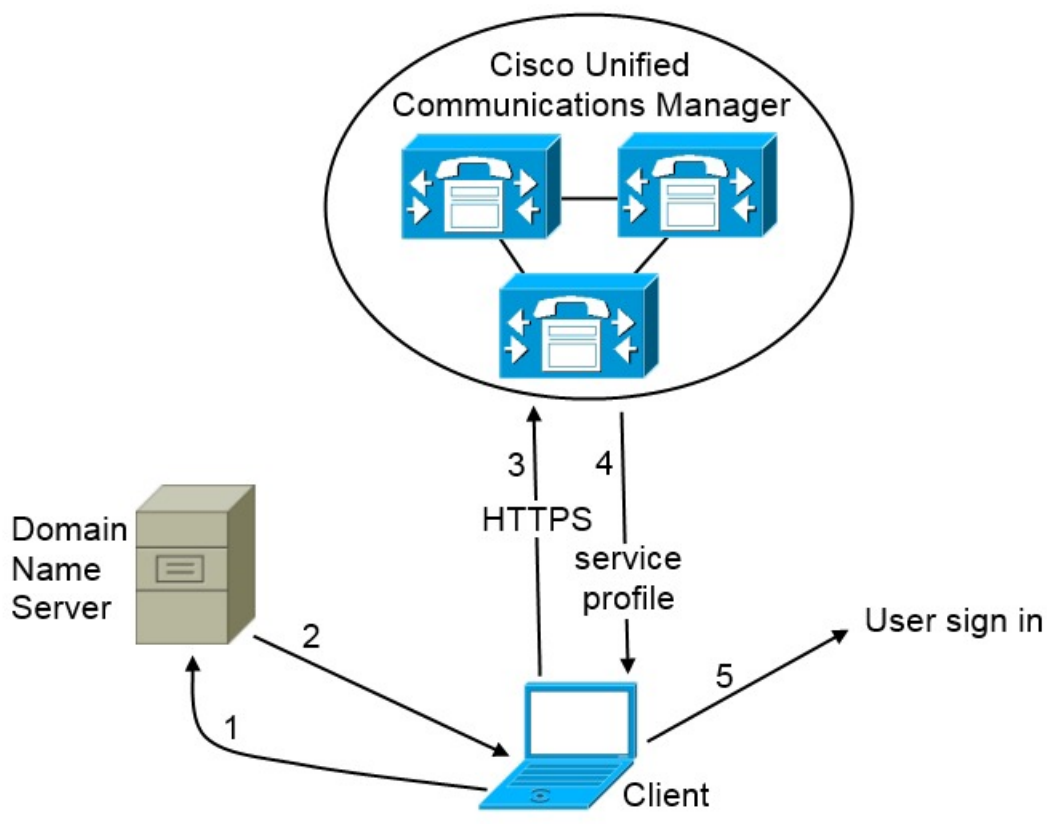 Cisco Unified
Communications Manager
3
4
HTTPS
service
profile
Domain
Name
Server
2
1
5
User sign in
Client